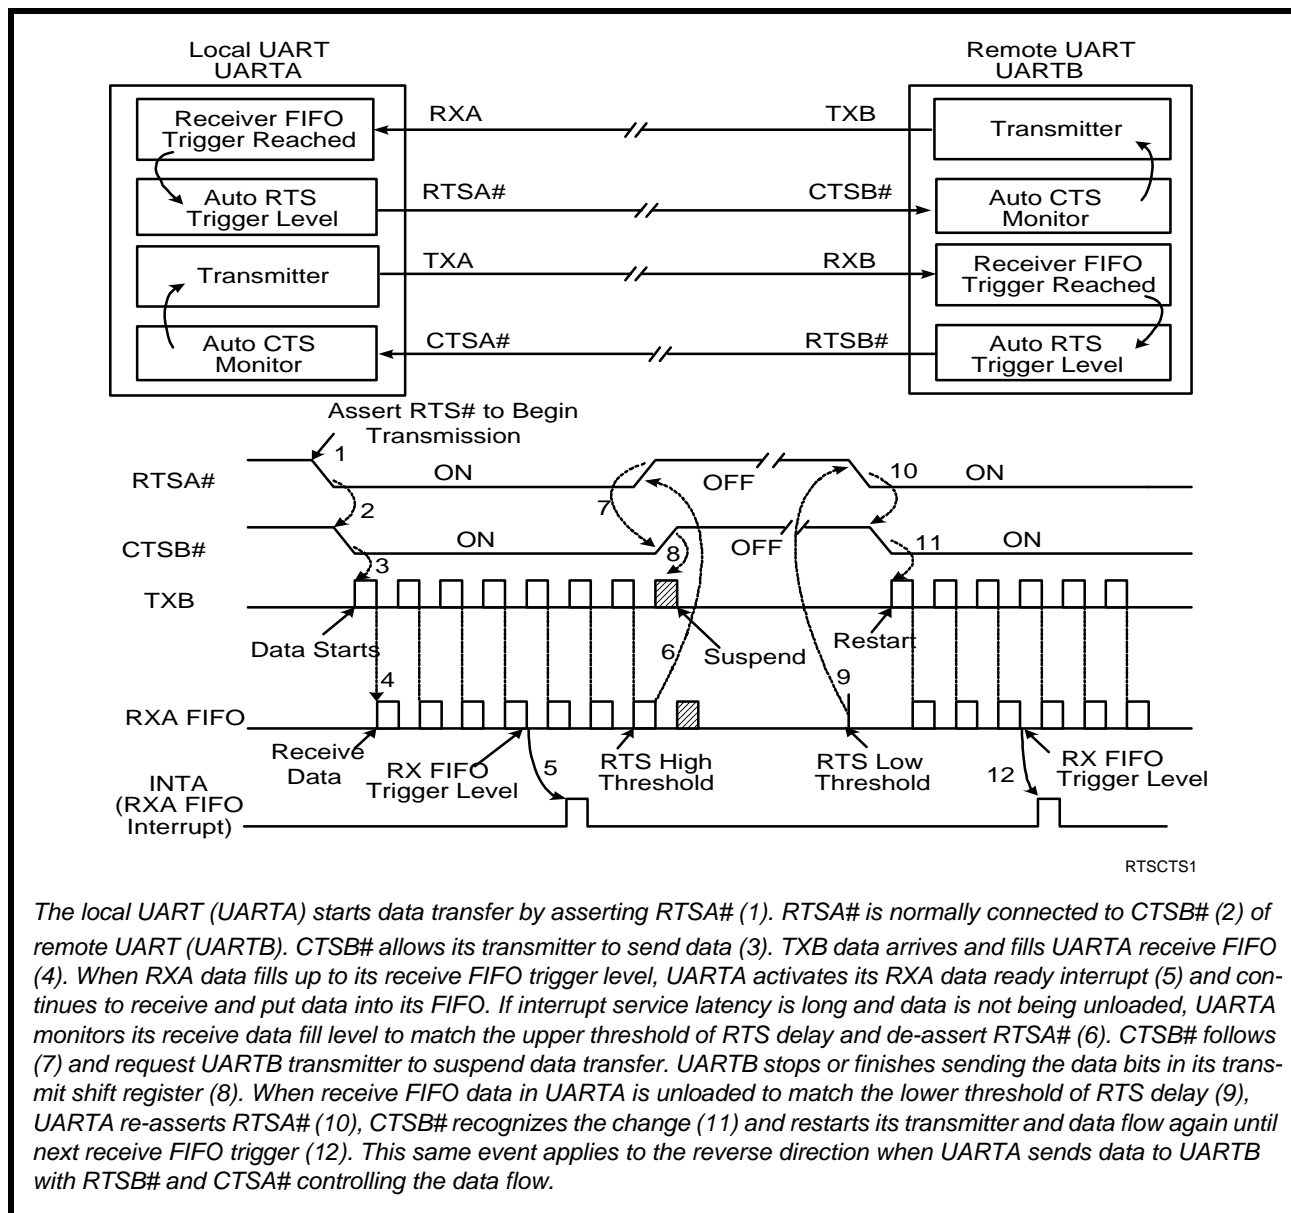 Local UART
UARTA
Remote UART
UARTB
Receiver FIFO
Trigger Reached
RXA
TXB
Transmitter
Auto RTS
Trigger Level
RTSA#
CTSB#
Auto CTS
Monitor
Transmitter
TXA
RXB
Receiver FIFO
Trigger Reached
Auto CTS
Monitor
CTSA#
RTSB#
Auto RTS
Trigger Level
Assert RTS# to Begin
Transmission
1
RTSA#
ON
OFF
10
ON
2
7
CTSB#
ON
8
OFF
11
ON
3
TXB
Data Starts
6
Suspend
Restart
4
9
RXA FIFO
Receive
Data
RX FIFO
Trigger Level
5
RTS High
Threshold
RTS Low
Threshold
12
RX FIFO
Trigger Level
INTA
(RXA FIFO
Interrupt)
RTSCTS1
The local UART (UARTA) starts data transfer by asserting RTSA# (1). RTSA# is normally connected to CTSB# (2) of
remote UART (UARTB). CTSB# allows its transmitter to send data (3). TXB data arrives and fills UARTA receive FIFO
(4). When RXA data fills up to its receive FIFO trigger level, UARTA activates its RXA data ready interrupt (5) and con-
tinues to receive and put data into its FIFO. If interrupt service latency is long and data is not being unloaded, UARTA
monitors its receive data fill level to match the upper threshold of RTS delay and de-assert RTSA# (6). CTSB# follows
(7) and request UARTB transmitter to suspend data transfer. UARTB stops or finishes sending the data bits in its trans-
mit shift register (8). When receive FIFO data in UARTA is unloaded to match the lower threshold of RTS delay (9),
UARTA re-asserts RTSA# (10), CTSB# recognizes the change (11) and restarts its transmitter and data flow again until
next receive FIFO trigger (12). This same event applies to the reverse direction when UARTA sends data to UARTB
with RTSB# and CTSA# controlling the data flow.